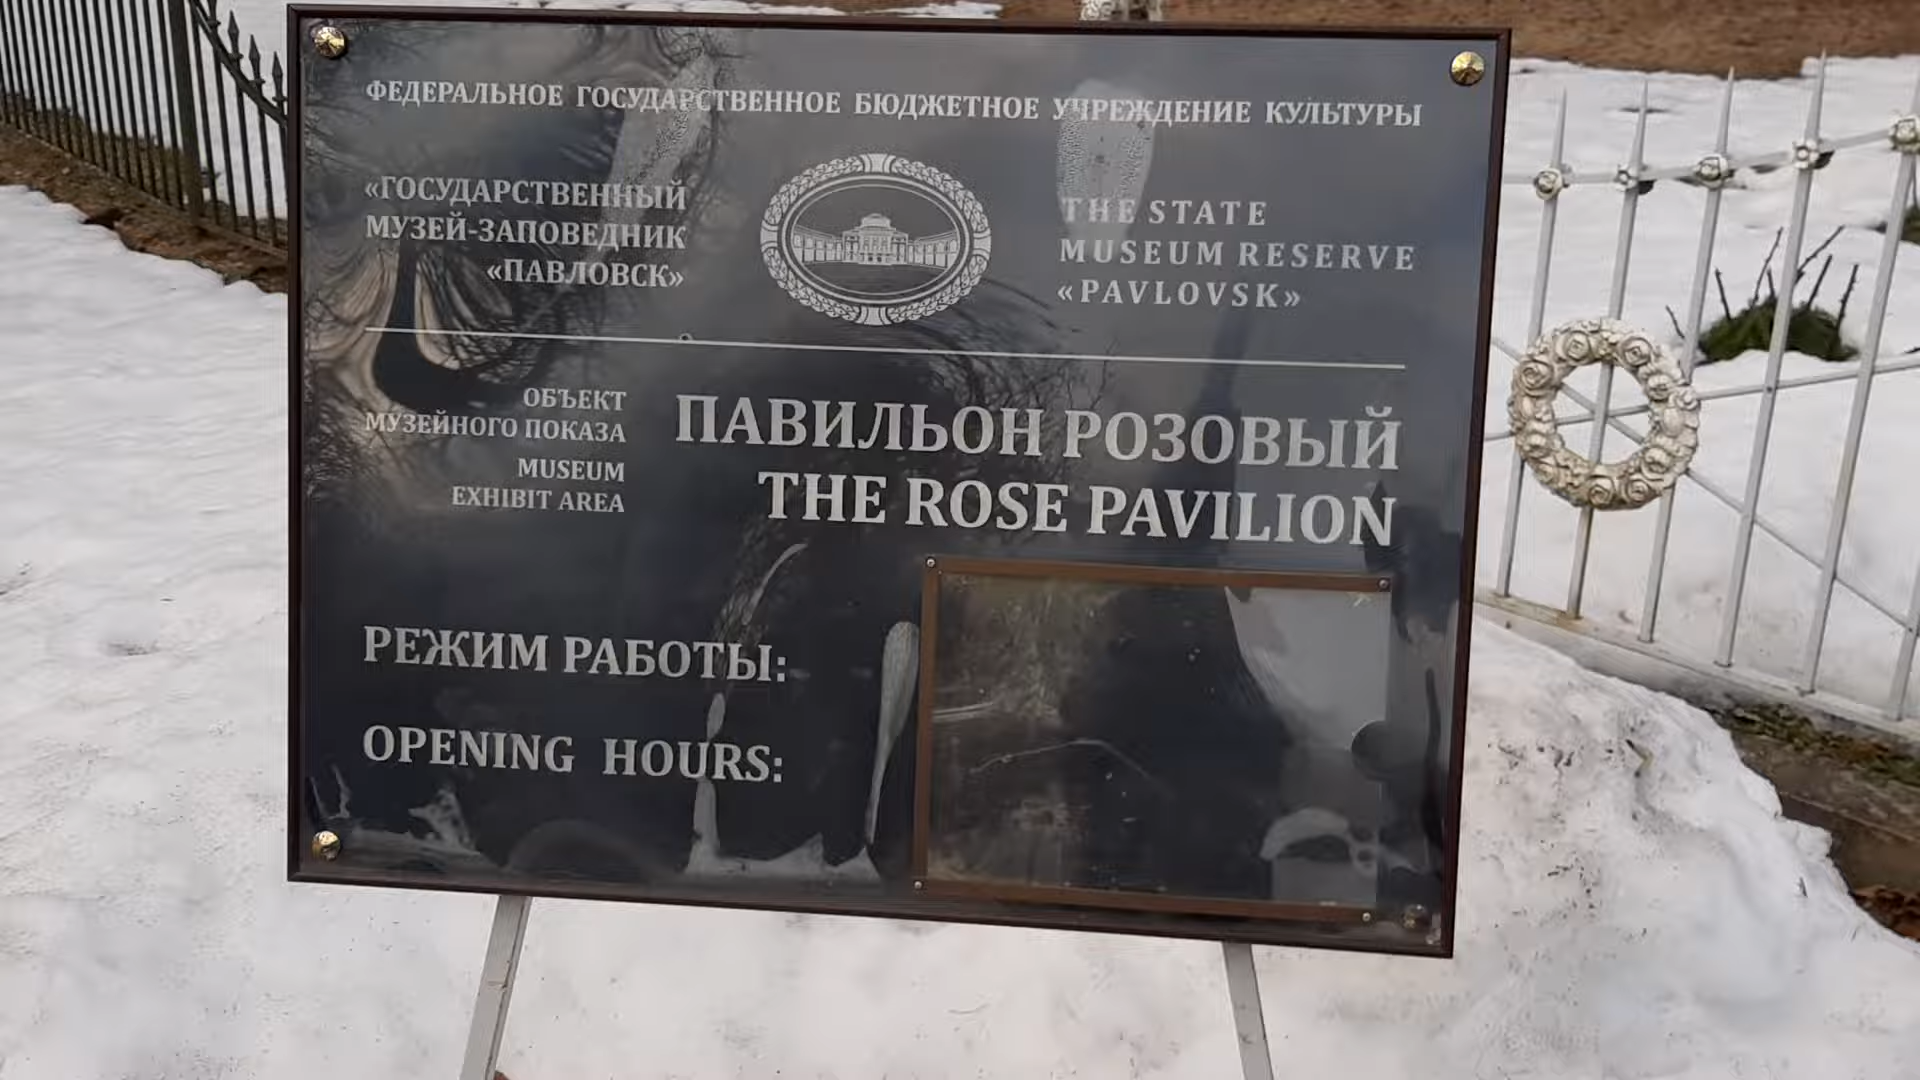 ФЕДЕРАЛЬНОЕ ГОСУДАРСТВЕННОЕ БЮДЖЕТНОЕ УЧРЕЖДЕНИЕ КУЛЬТУРЫ
«ГОСУДАРСТВЕННЫЙ
МУЗЕЙ-ЗАПОВЕДНИК
«ПАВЛОВСК»
THE STATE
MUSEUM RESERVE
«PAVLOVSK»
ОБЪЕКТ
МУЗЕЙНОГО ПОКАЗА
MUSEUM
EXHIBIT AREA
ПАВИЛЬОН РОЗОВЫЙ
THE ROSE PAVILION
РЕЖИМ РАБОТЫ:
OPENING HOURS: